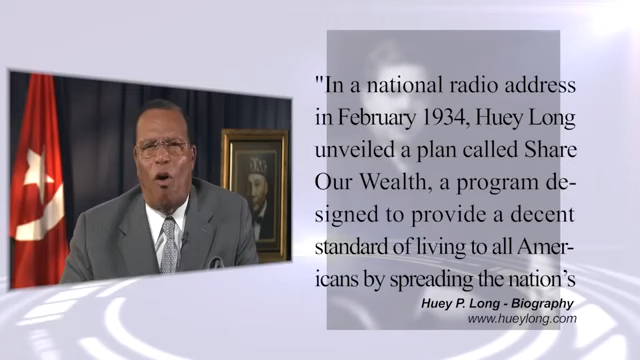 "In a national radio address
in February 1934, Huey Long
unveiled a plan called Share
Our Wealth, a program de-
signed to provide a decent
standard of living to all Amer-
icans by spreading the nation's
Huey P. Long - Biography
www.hueylong.com